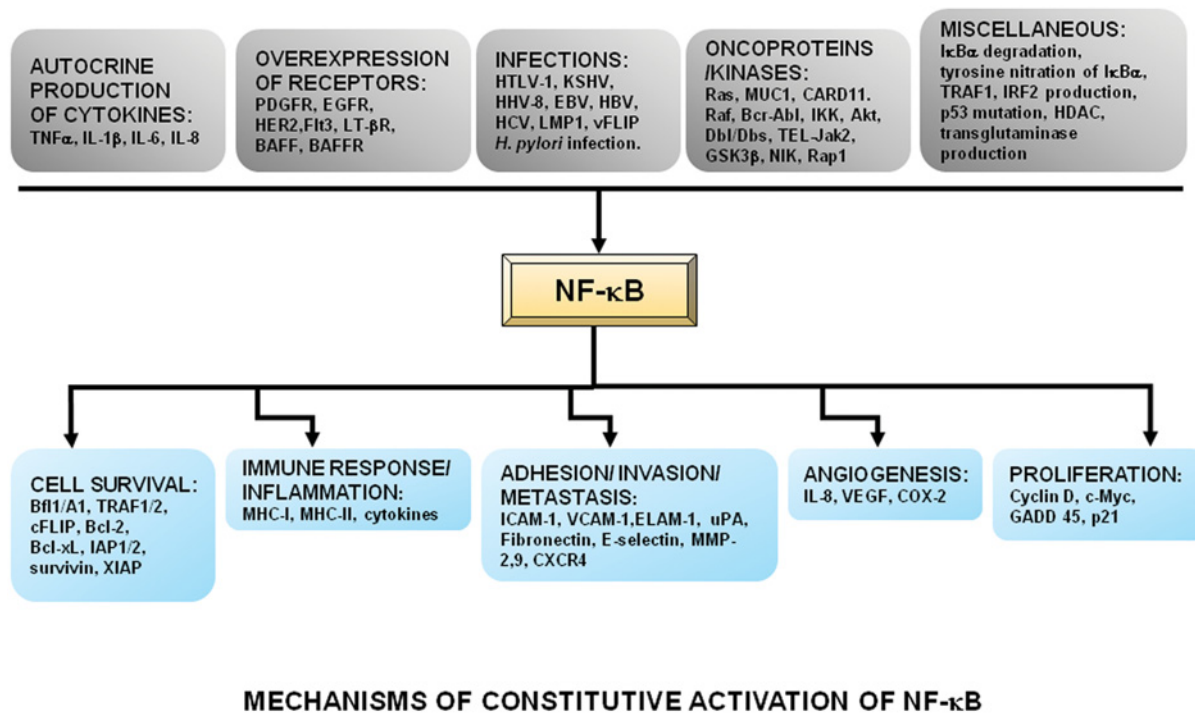 AUTOCRINE
PRODUCTION
OF CYTOKINES:
TNFα, IL-1β, IL-6, IL-8
OVEREXPRESSION
OF RECEPTORS:
PDGFR, EGFR,
HER2,Flt3, LT-βR,
BAFF, BAFFR
INFECTIONS:
HTLV-1, KSHV,
HHV-8, EBV, HBV,
HCV, LMP1, vFLIP
H. pylori infection.
ONCOPROTEINS
/KINASES:
Ras, MUC1, CARD11.
Raf, Bcr-Abl, IKK, Akt,
Dbl/Dbs, TEL-Jak2,
GSK3β, NIK, Rap1
MISCELLANEOUS:
IκBα degradation,
tyrosine nitration of IκBα,
TRAF1, IRF2 production,
p53 mutation, HDAC,
transglutaminase
production
NF-κB
CELL SURVIVAL:
Bfl1/A1, TRAF1/2,
cFLIP, Bcl-2,
Bcl-xL, IAP1/2,
survivin, XIAP
IMMUNE RESPONSE/
INFLAMMATION:
MHC-I, MHC-II, cytokines
ADHESION/ INVASION/
METASTASIS:
ICAM-1, VCAM-1,ELAM-1, uPA,
Fibronectin, E-selectin, MMP-
2,9, CXCR4
ANGIOGENESIS:
IL-8, VEGF, COX-2
PROLIFERATION:
Cyclin D, c-Myc,
GADD 45, p21
MECHANISMS OF CONSTITUTIVE ACTIVATION OF NF-κB